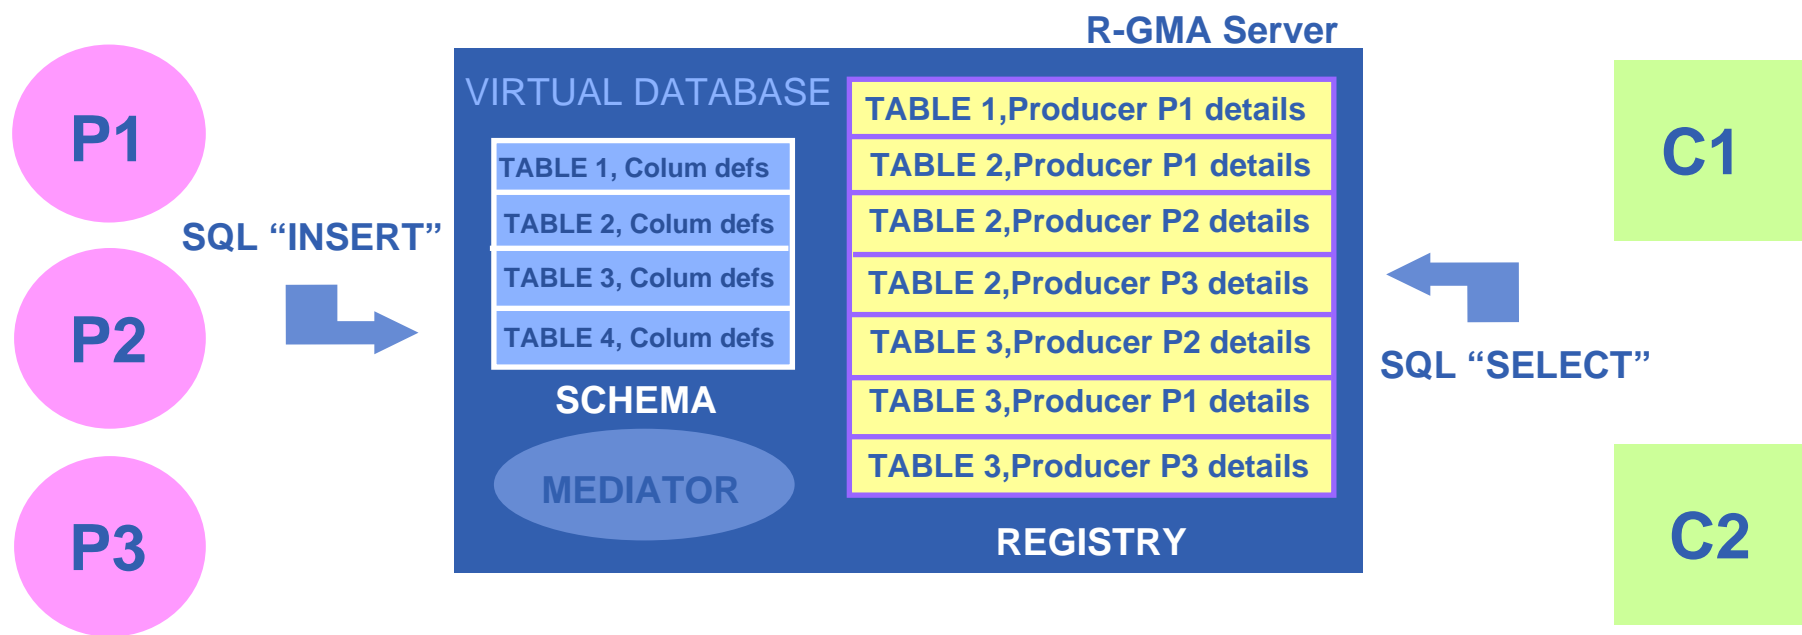 R-GMA Server
P1
P2
P3
SQL “INSERT”
VIRTUAL DATABASE
TABLE 1, Colum defs
TABLE 2, Colum defs
TABLE 3, Colum defs
TABLE 4, Colum defs
SCHEMA
MEDIATOR
TABLE 1,Producer P1 details
TABLE 2,Producer P1 details
TABLE 2,Producer P2 details
TABLE 2,Producer P3 details
TABLE 3,Producer P2 details
TABLE 3,Producer P1 details
TABLE 3,Producer P3 details
REGISTRY
SQL “SELECT”
C1
C2